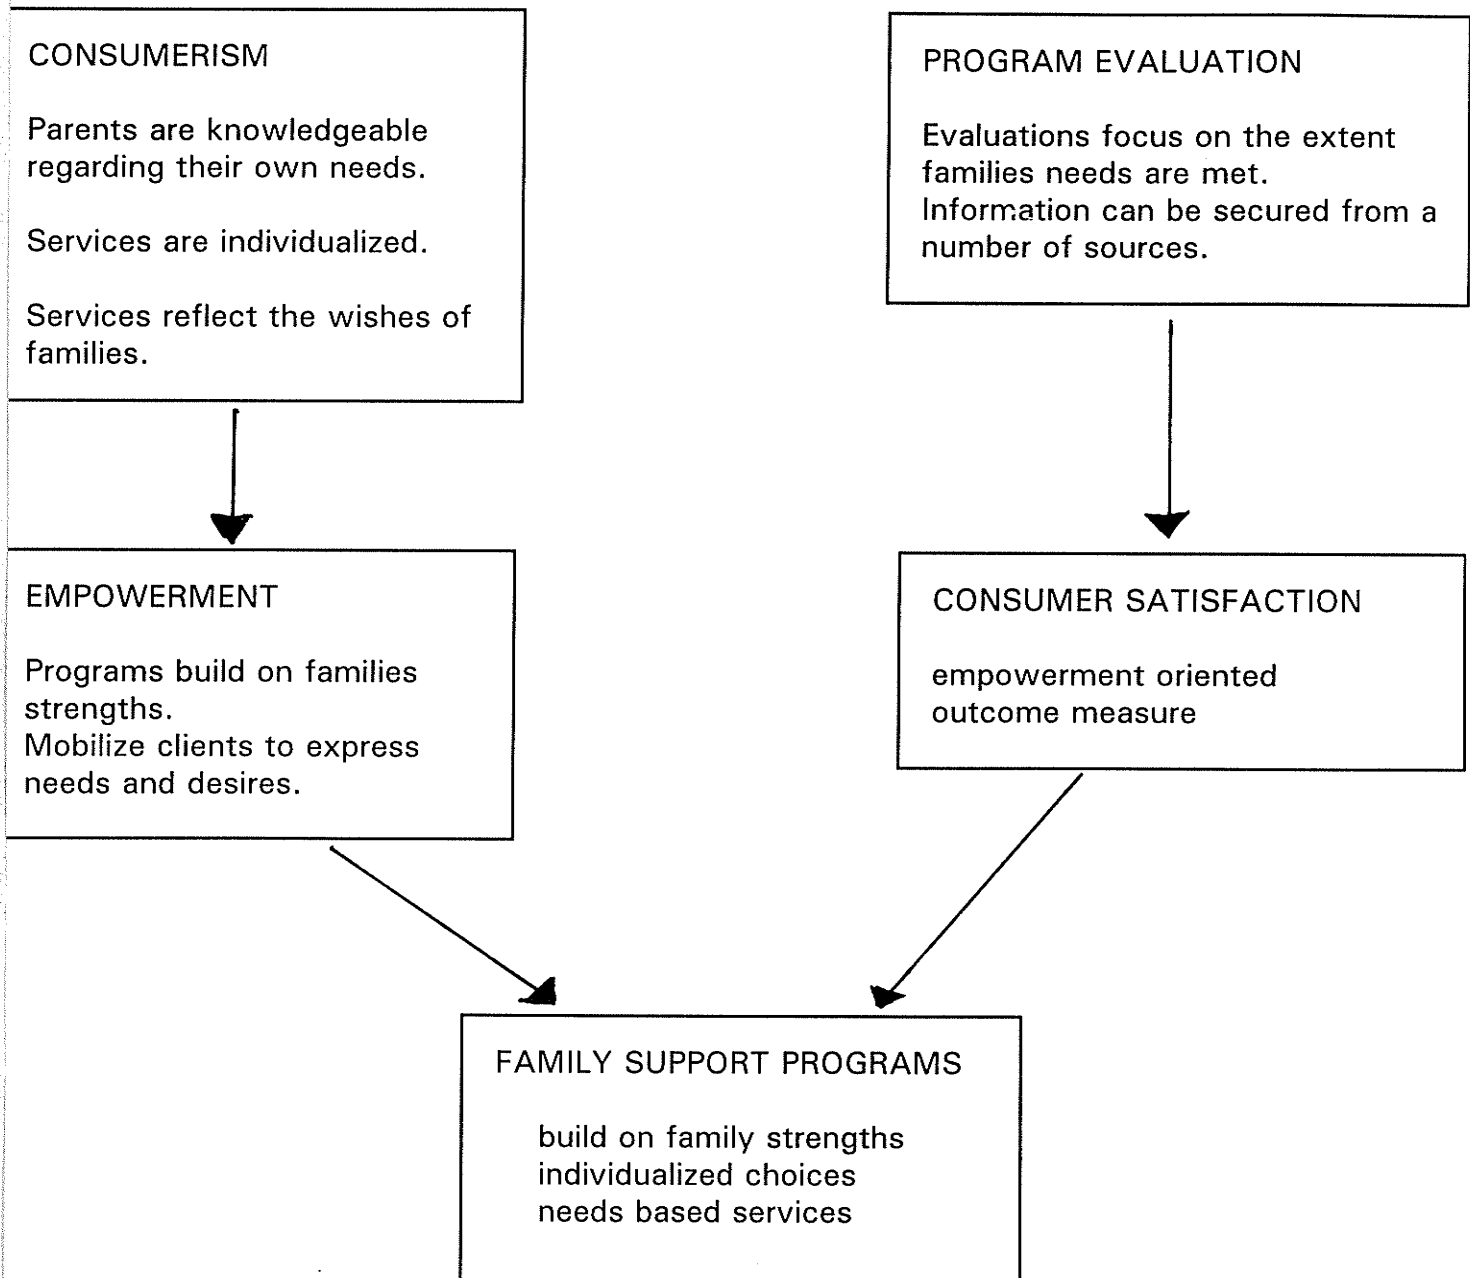 CONSUMERISM
Parents are knowledgeable
regarding their own needs.
Services are individualized.
Services reflect the wishes of
families.
PROGRAM EVALUATION
Evaluations focus on the extent
families needs are met.
Information can be secured from a
number of sources.
EMPOWERMENT
Programs build on families
strengths.
Mobilize clients to express
needs and desires.
CONSUMER SATISFACTION
empowerment oriented
outcome measure
FAMILY SUPPORT PROGRAMS
build on family strengths
individualized choices
needs based services